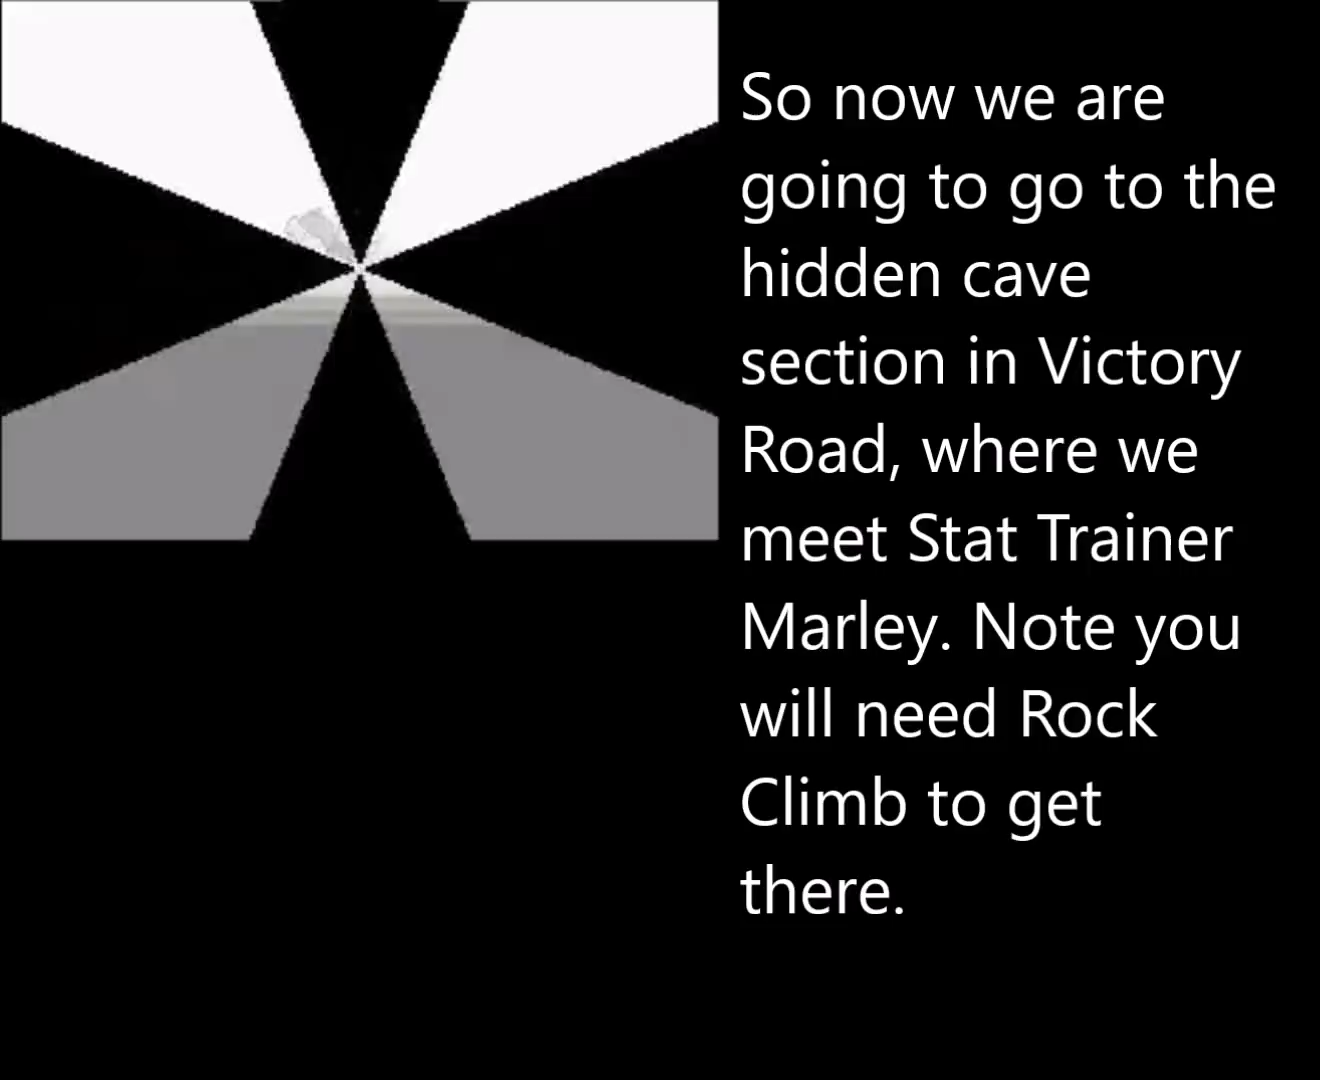 So now we are
going to go to the
hidden cave
section in Victory
Road, where we
meet Stat Trainer
Marley. Note you
will need Rock
Climb to get
there.